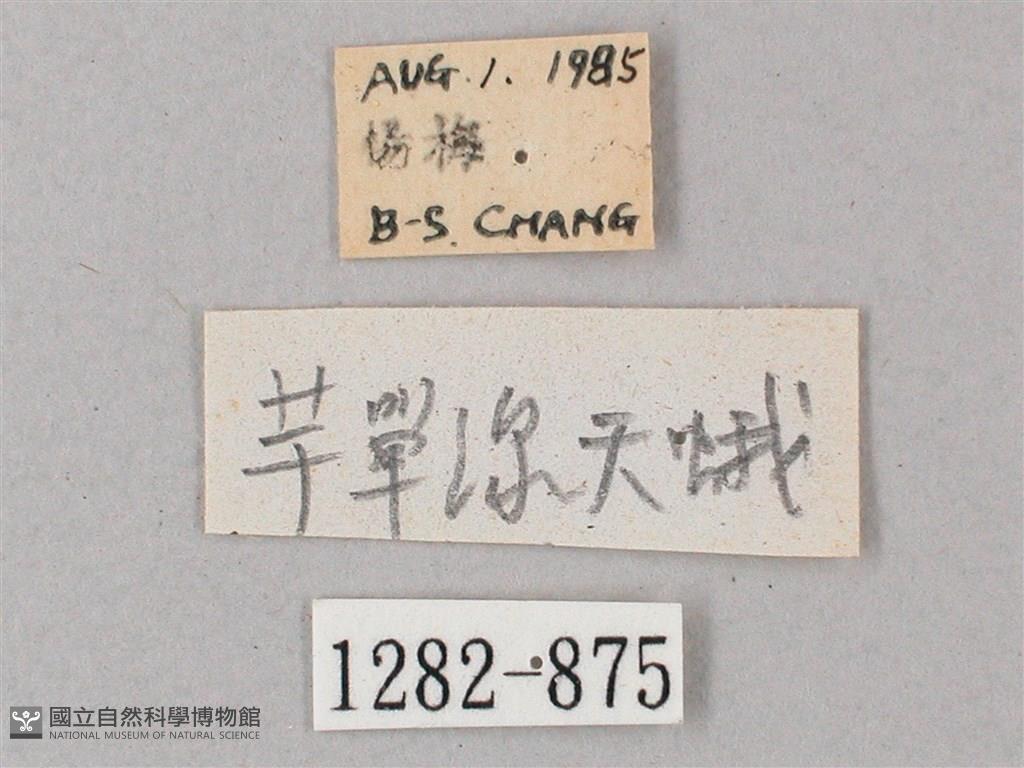 AUG. 1. 1985
楊梅
B-S. CHANG
芋單線天蛾
1282-875
國立自然科學博物館
NATIONAL MUSEUM OF NATURAL SCIENCE